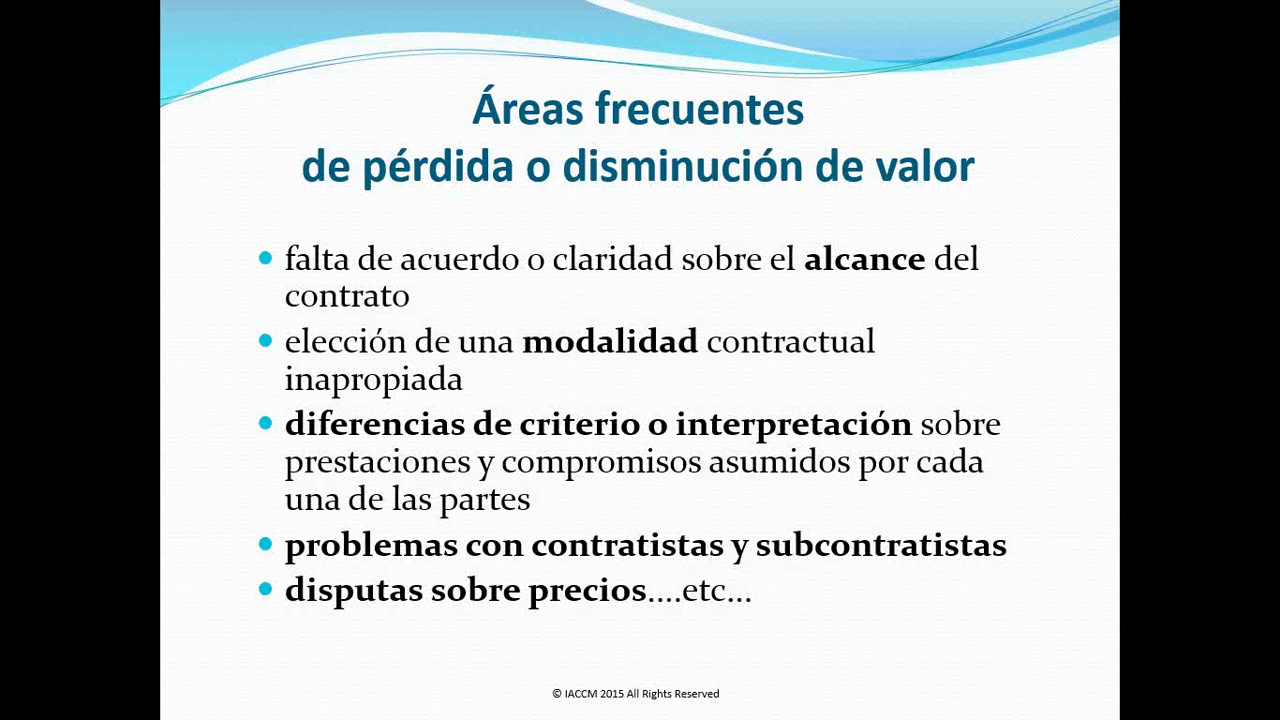 Áreas frecuentes
de pérdida o disminución de valor
• falta de acuerdo o claridad sobre el alcance del
contrato
• elección de una modalidad contractual
inapropiada
• diferencias de criterio o interpretación sobre
prestaciones y compromisos asumidos por cada
una de las partes
• problemas con contratistas y subcontratistas
• disputas sobre precios....etc...
© IACCM 2015 All Rights Reserved